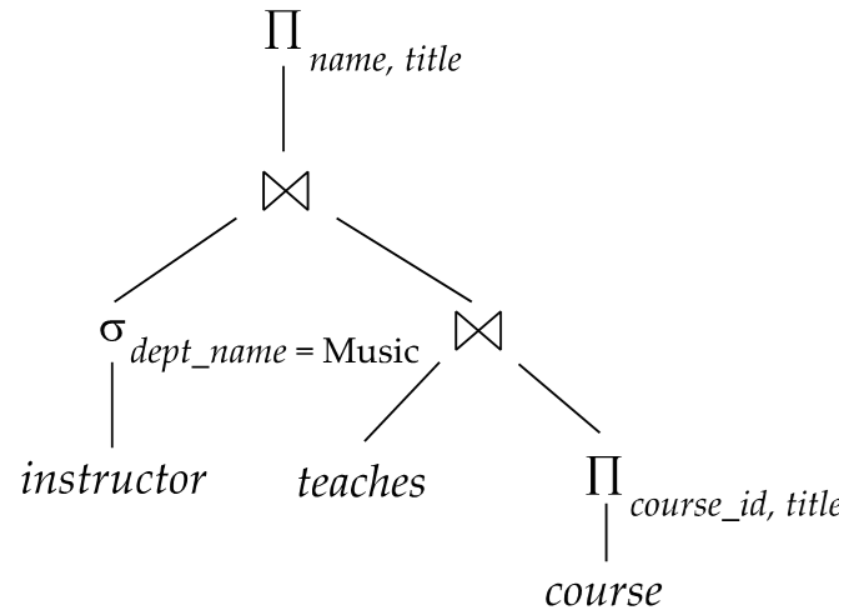 ∏ name, title
⋈
σ dept_name = Music
⋈
instructor
teaches
∏ course_id, title
course